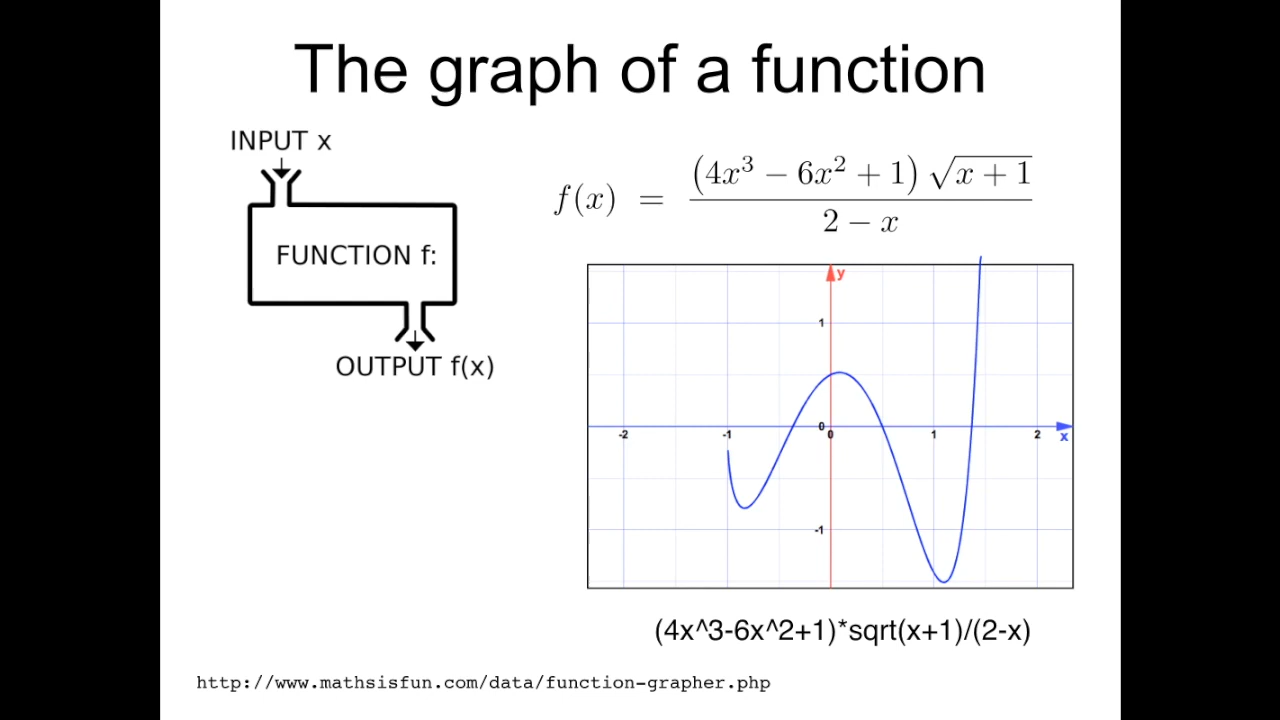 The graph of a function
INPUT x
FUNCTION f:
OUTPUT f(x)
f(x) = (4x³ − 6x² + 1) √(x + 1) / (2 − x)
y
1
0
-2 -1 0 1 2 x
-1
(4x^3-6x^2+1)*sqrt(x+1)/(2-x)
http://www.mathsisfun.com/data/function-grapher.php